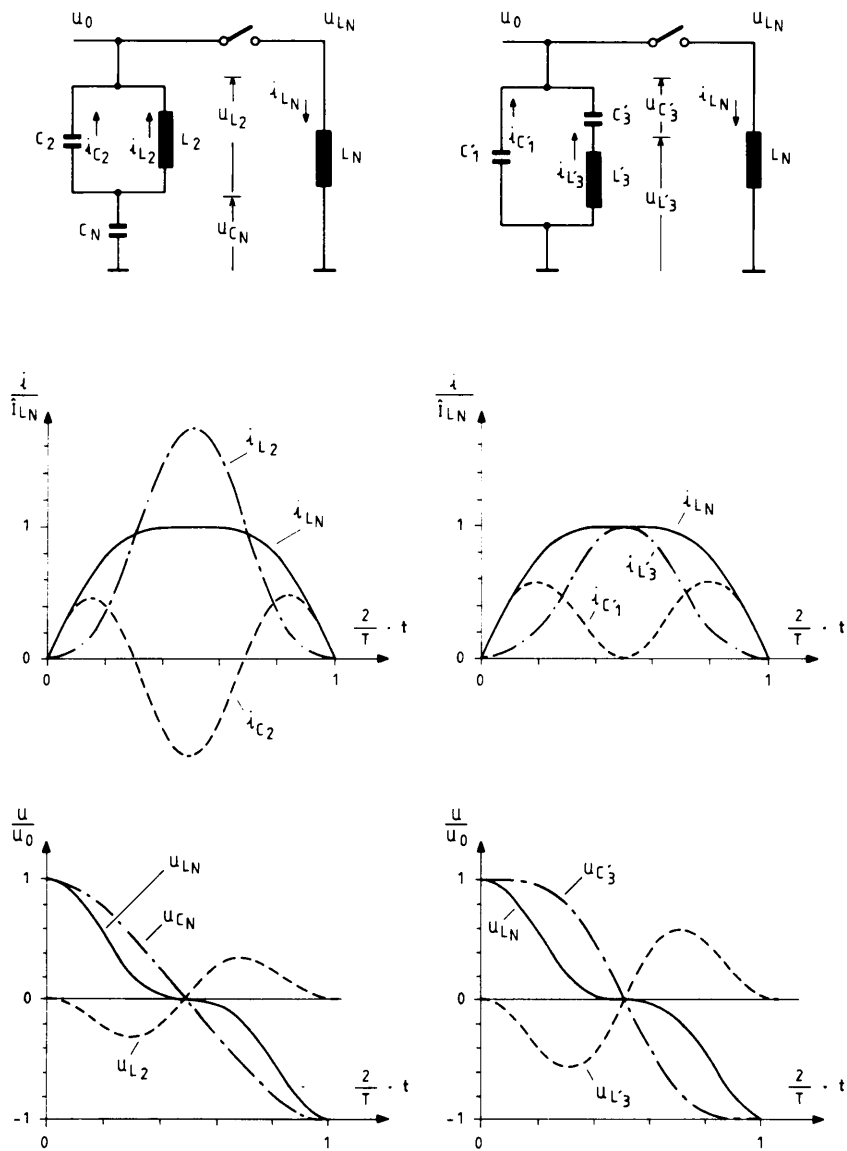 u0 uLN
C2 iC2 iL2 L2 uL2 iLN LN
CN uCN
u0 uLN
C'1 iC'1 C'3 iL'3 L'3 uC'3 uL'3 iLN LN
i
ÎLN
1
0
0 1
iL2
iLN
iC2
2/T · t
i
ÎLN
1
0
0 1
iLN
iL'3
iC'1
2/T · t
u
u0
1
0
-1
0 1
uLN
uCN
uL2
2/T · t
u
u0
1
0
-1
0 1
uC'3
uLN
uL'3
2/T · t